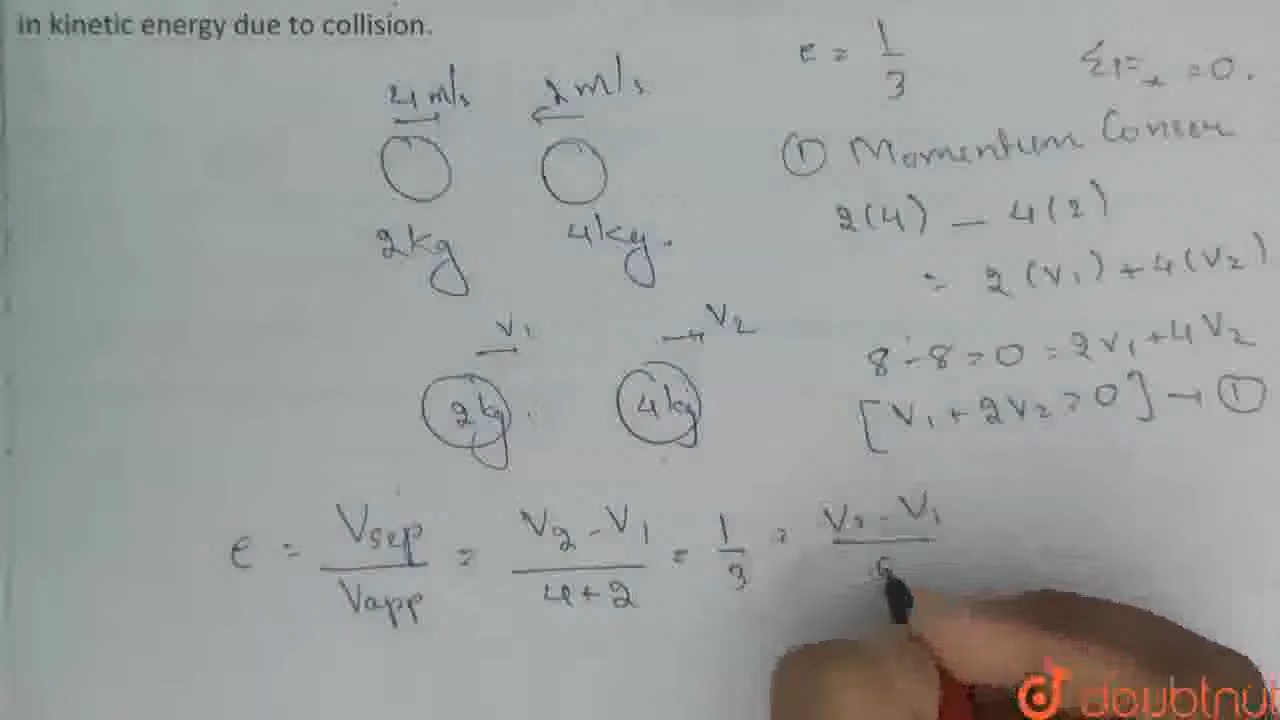 in kinetic energy due to collision.
4 m/s 2 m/s
2kg 4kg.
V1 V2
2kg 4kg
e = 1/3
ΣFx = 0.
① Momentum Conser
2(4) - 4(2)
= 2(V1) + 4(V2)
8 - 8 = 0 = 2V1 + 4V2
[V1 + 2V2 = 0] → ①
e = Vsep/Vapp = V2 - V1/4 + 2 = 1/3 = V2 - V1/
doubtnut